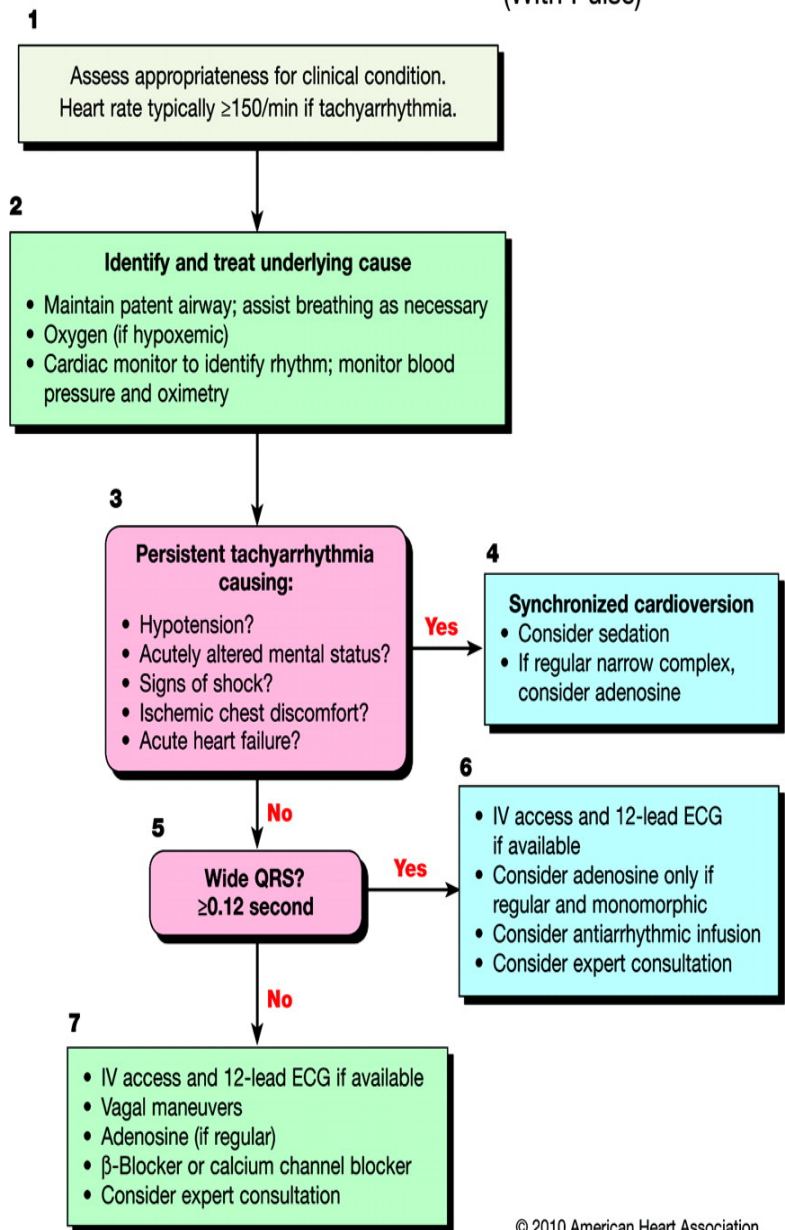 (With Pulse)
1
Assess appropriateness for clinical condition.
Heart rate typically ≥150/min if tachyarrhythmia.
2
Identify and treat underlying cause
• Maintain patent airway; assist breathing as necessary
• Oxygen (if hypoxemic)
• Cardiac monitor to identify rhythm; monitor blood
pressure and oximetry
3
Persistent tachyarrhythmia
causing:
• Hypotension?
• Acutely altered mental status?
• Signs of shock?
• Ischemic chest discomfort?
• Acute heart failure?
Yes
4
Synchronized cardioversion
• Consider sedation
• If regular narrow complex,
consider adenosine
No
5
Wide QRS?
≥0.12 second
Yes
6
• IV access and 12-lead ECG
if available
• Consider adenosine only if
regular and monomorphic
• Consider antiarrhythmic infusion
• Consider expert consultation
No
7
• IV access and 12-lead ECG if available
• Vagal maneuvers
• Adenosine (if regular)
• β-Blocker or calcium channel blocker
• Consider expert consultation
© 2010 American Heart Association